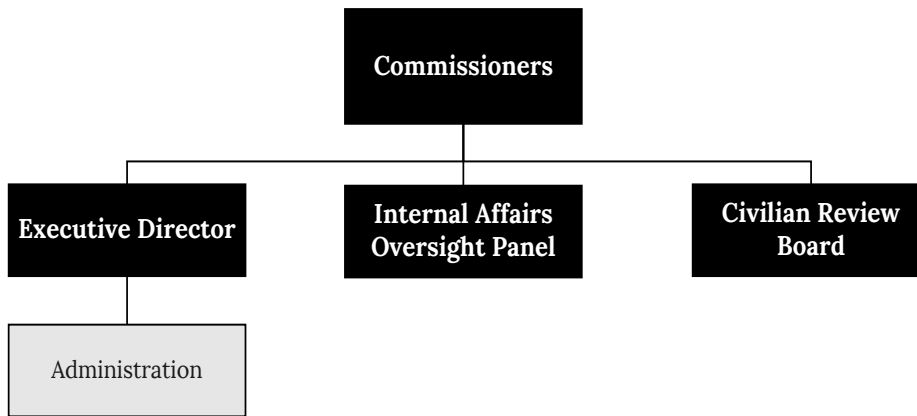 Commissioners
Executive Director
Internal Affairs
Oversight Panel
Civilian Review
Board
Administration